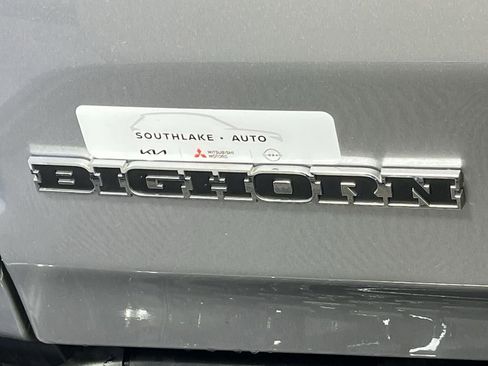 SOUTHLAKE • AUTO
KIA MITSUBISHI
MOTORS
BIGHORN